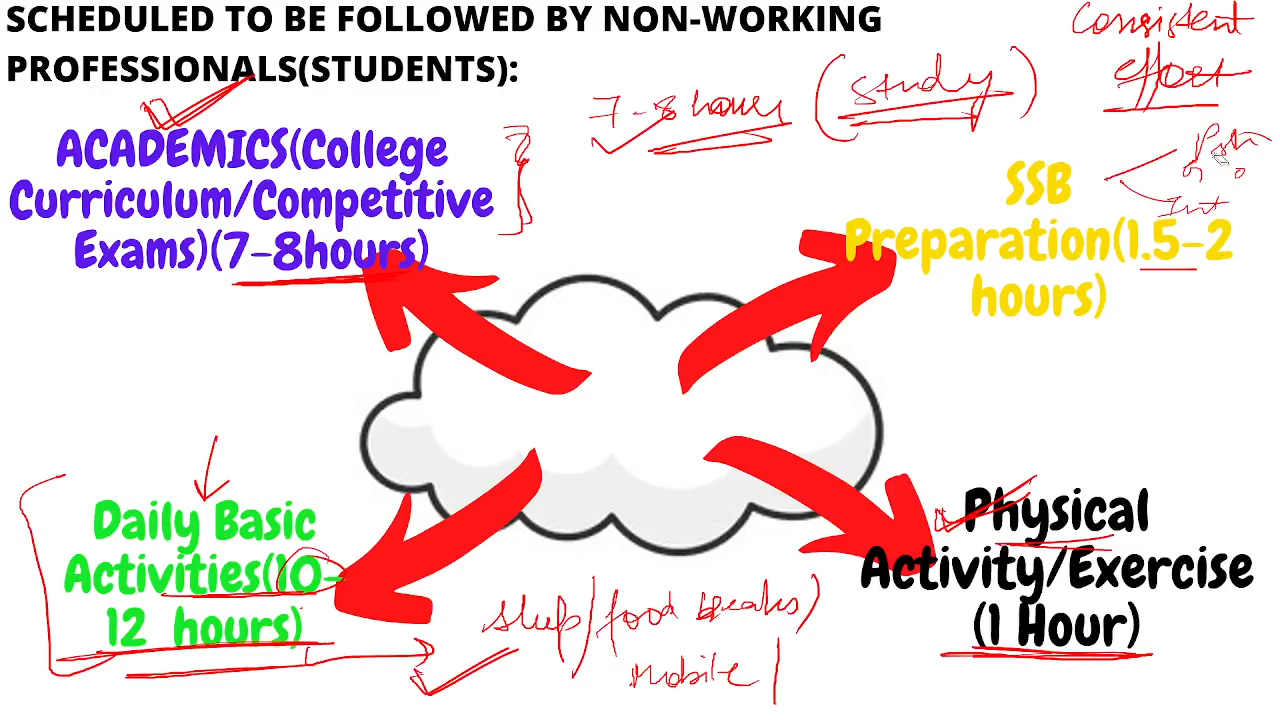 SCHEDULED TO BE FOLLOWED BY NON-WORKING
PROFESSIONALS(STUDENTS):
Consistent
effort
7-8 hours (study)
ACADEMICS(College
Curriculum/Competitive
Exams)(7-8hours)
SSB
Preparation(1.5-2
hours)
Int
Daily Basic
Activities(10-
12 hours)
Physical
Activity/Exercise
(1 Hour)
sleep/food breaks)
mobile